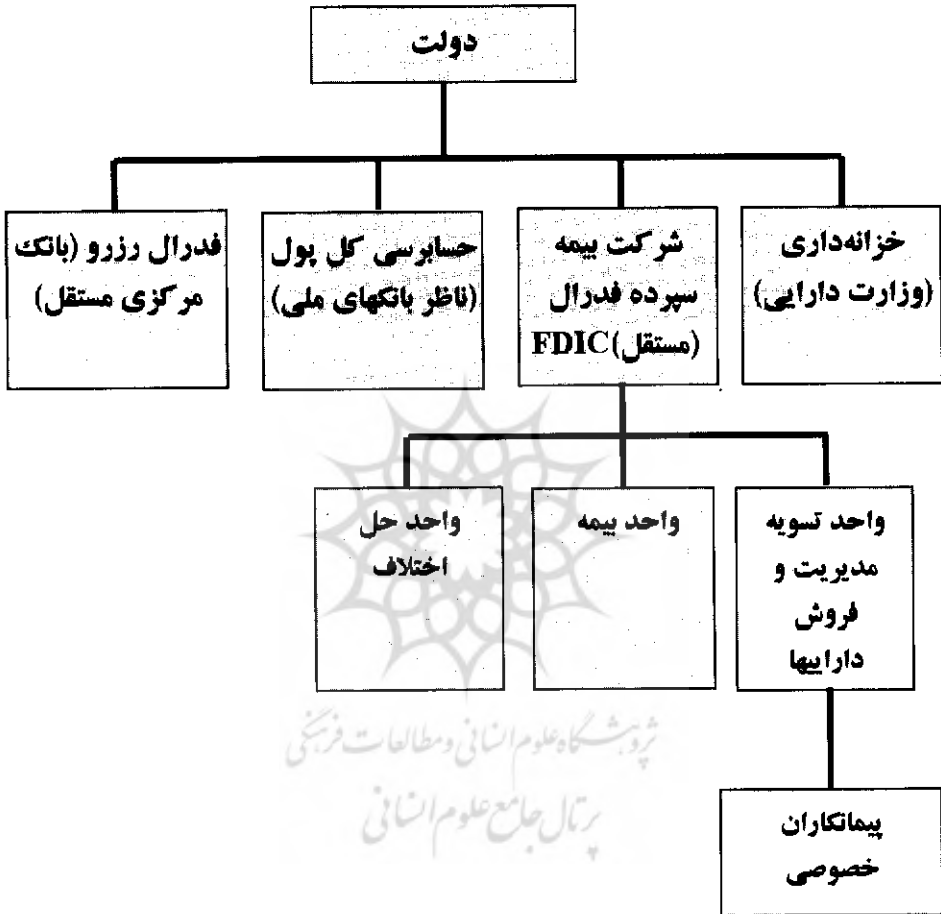 دولت
خزانه‌داری
(وزارت دارایی)
شرکت بیمه
سپرده فدرال
(مستقل)FDIC
حسابرسی کل پول
(ناظر بانکهای ملی)
فدرال رزرو (بانک
مرکزی مستقل)
واحد تسویه
مدیریت و
فروش
داراییها
واحد بیمه
واحد حل
اختلاف
پیمانکاران
خصوصی
پژوهشگاه علوم انسانی و مطالعات فرهنگی
پرتال جامع علوم انسانی